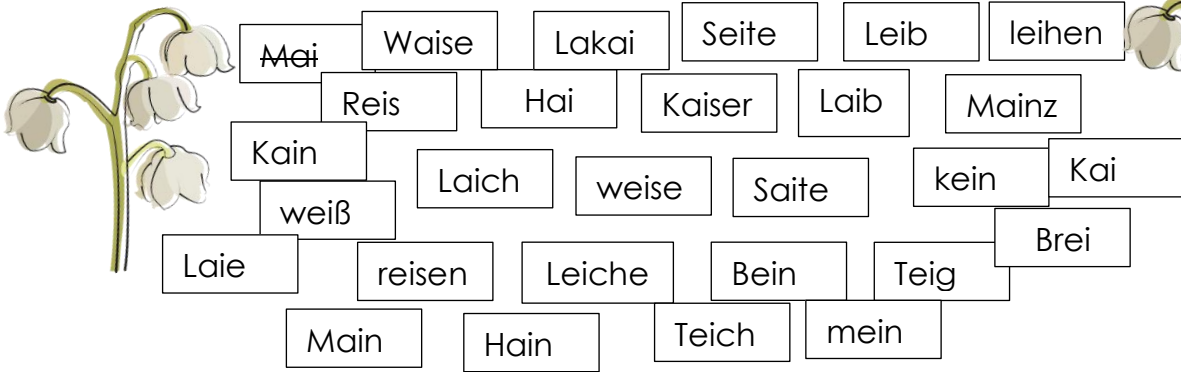 ~~Mai~~ Waise Lakai Seite Leib leihen
Reis Hai Kaiser Laib Mainz
Kain Laich weise Saite kein Kai
weiß Brei
Laie reisen Leiche Bein Teig
Main Hain Teich mein